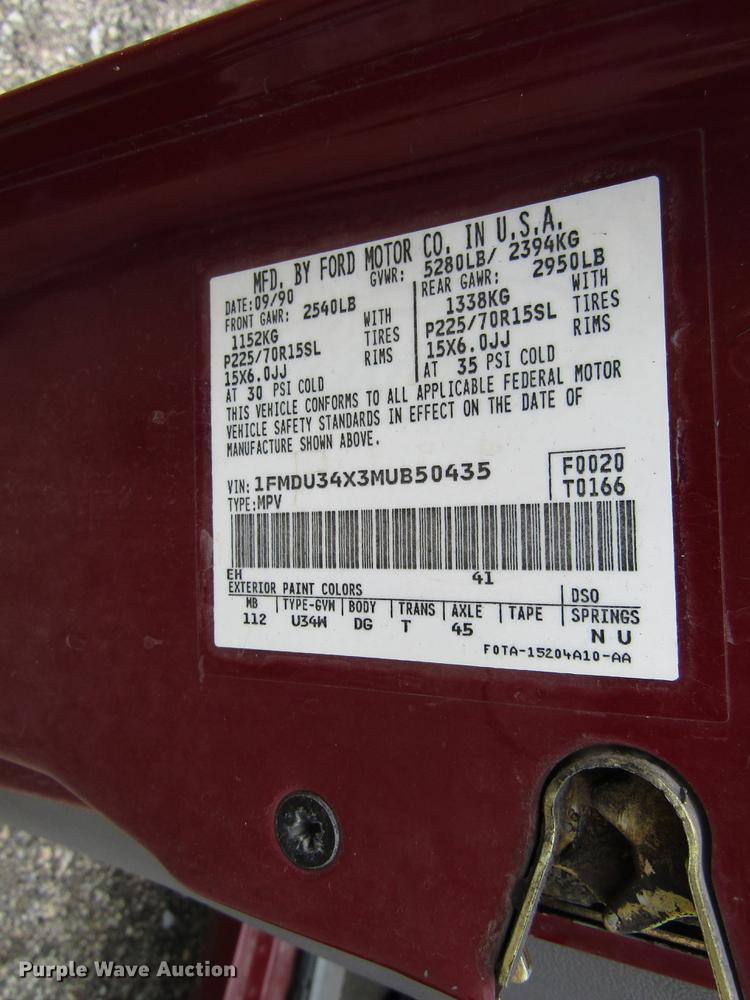 MFD. BY FORD MOTOR CO. IN U.S.A.
DATE: 09/90 GVWR: 5280LB/ 2394KG
FRONT GAWR: 2540LB REAR GAWR: 2950LB
1152KG WITH 1338KG WITH
P225/70R15SL TIRES P225/70R15SL TIRES
15X6.0JJ RIMS 15X6.0JJ RIMS
AT 30 PSI COLD AT 35 PSI COLD
THIS VEHICLE CONFORMS TO ALL APPLICABLE FEDERAL MOTOR
VEHICLE SAFETY STANDARDS IN EFFECT ON THE DATE OF
MANUFACTURE SHOWN ABOVE.
VIN: 1FMDU34X3MUB50435 F0020
TYPE: MPV T0166
EH 41
EXTERIOR PAINT COLORS DSO
WB TYPE-GVW BODY TRANS AXLE TAPE SPRINGS
112 U34W DG T 45 N U
F0TA-15204A10-AA
Purple Wave Auction